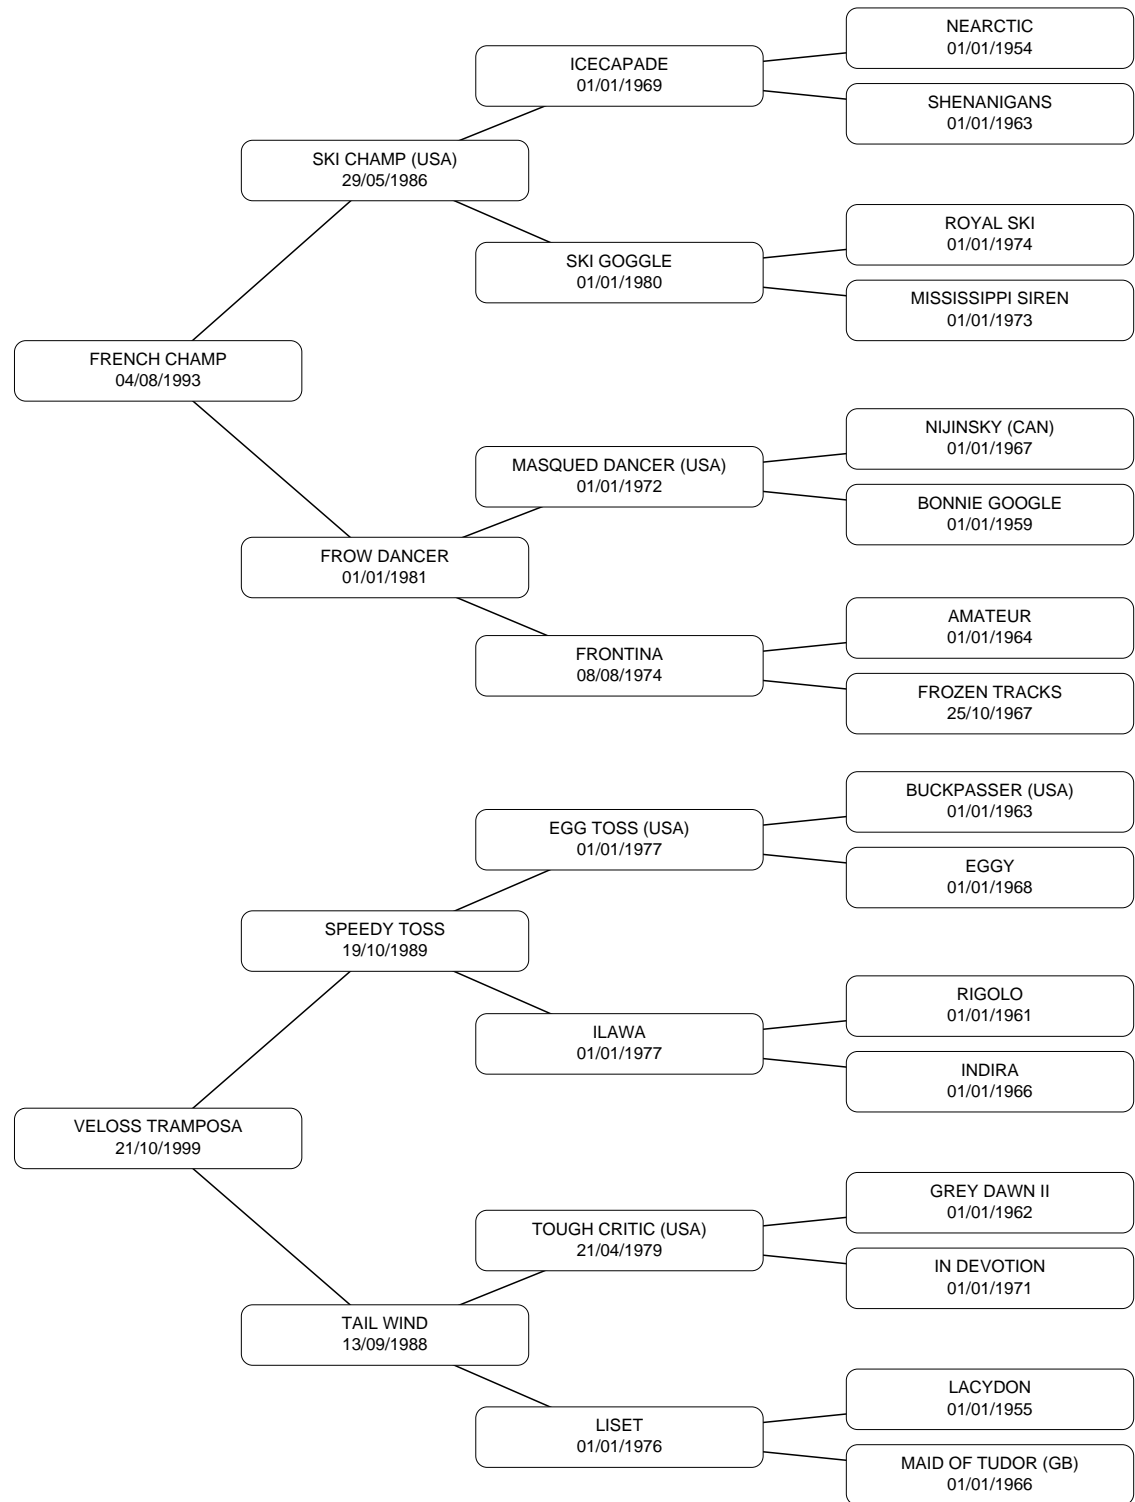 NEARCTIC
01/01/1954
ICECAPADE
01/01/1969
SHENANIGANS
01/01/1963
SKI CHAMP (USA)
29/05/1986
ROYAL SKI
01/01/1974
SKI GOGGLE
01/01/1980
MISSISSIPPI SIREN
01/01/1973
FRENCH CHAMP
04/08/1993
NIJINSKY (CAN)
01/01/1967
MASQUED DANCER (USA)
01/01/1972
BONNIE GOOGLE
01/01/1959
FROW DANCER
01/01/1981
AMATEUR
01/01/1964
FRONTINA
08/08/1974
FROZEN TRACKS
25/10/1967
BUCKPASSER (USA)
01/01/1963
EGG TOSS (USA)
01/01/1977
EGGY
01/01/1968
SPEEDY TOSS
19/10/1989
RIGOLO
01/01/1961
ILAWA
01/01/1977
INDIRA
01/01/1966
VELOSS TRAMPOSA
21/10/1999
GREY DAWN II
01/01/1962
TOUGH CRITIC (USA)
21/04/1979
IN DEVOTION
01/01/1971
TAIL WIND
13/09/1988
LACYDON
01/01/1955
LISET
01/01/1976
MAID OF TUDOR (GB)
01/01/1966